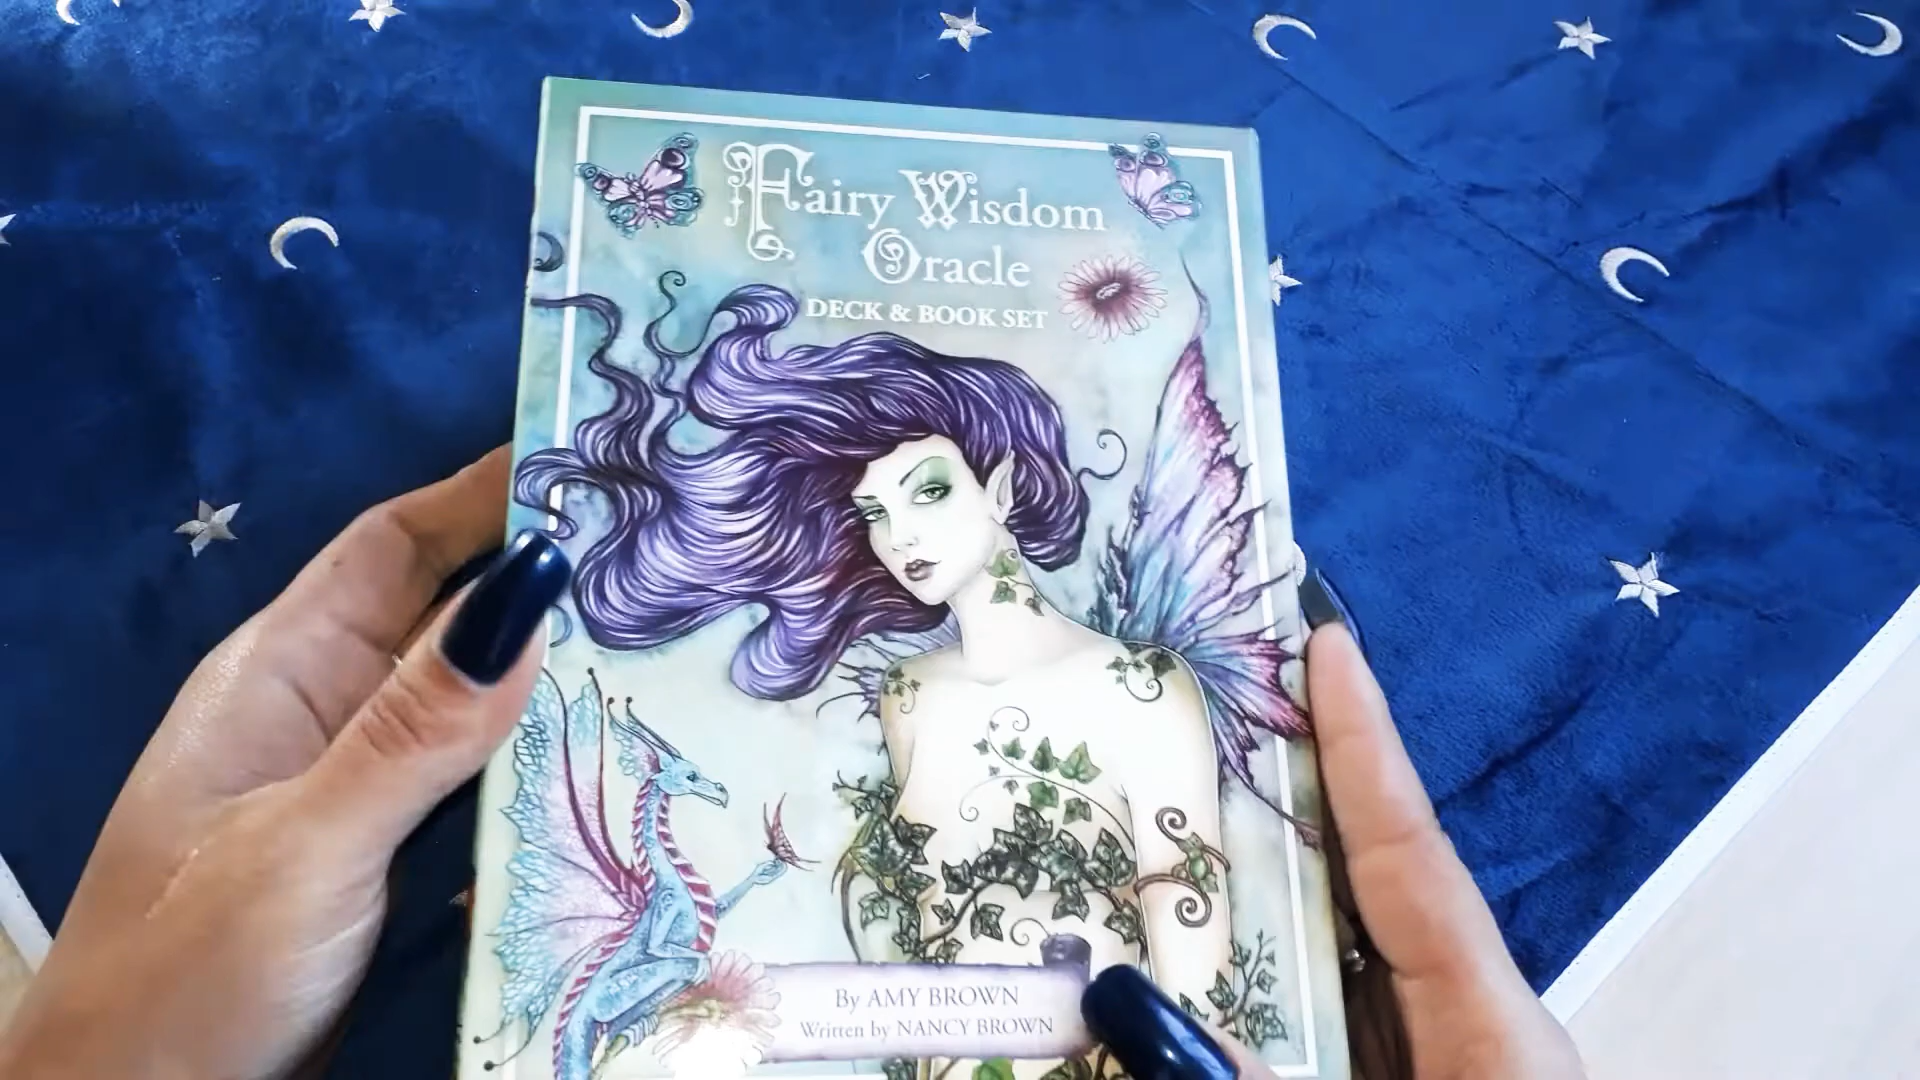 Fairy Wisdom
Oracle
DECK & BOOK SET
By AMY BROWN
Written by NANCY BROWN